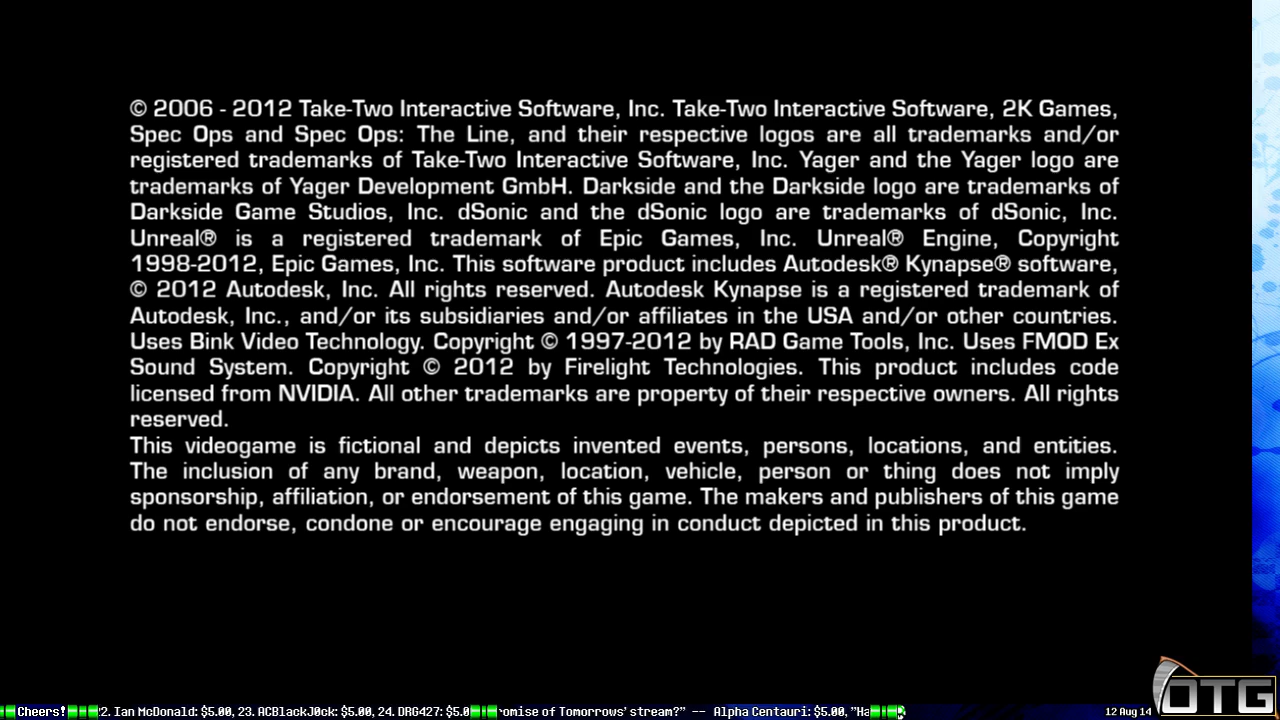 © 2006 - 2012 Take-Two Interactive Software, Inc. Take-Two Interactive Software, 2K Games,
Spec Ops and Spec Ops: The Line, and their respective logos are all trademarks and/or
registered trademarks of Take-Two Interactive Software, Inc. Yager and the Yager logo are
trademarks of Yager Development GmbH. Darkside and the Darkside logo are trademarks of
Darkside Game Studios, Inc. dSonic and the dSonic logo are trademarks of dSonic, Inc.
Unreal® is a registered trademark of Epic Games, Inc. Unreal® Engine, Copyright
1998-2012, Epic Games, Inc. This software product includes Autodesk® Kynapse® software,
© 2012 Autodesk, Inc. All rights reserved. Autodesk Kynapse is a registered trademark of
Autodesk, Inc., and/or its subsidiaries and/or affiliates in the USA and/or other countries.
Uses Bink Video Technology. Copyright © 1997-2012 by RAD Game Tools, Inc. Uses FMOD Ex
Sound System. Copyright © 2012 by Firelight Technologies. This product includes code
licensed from NVIDIA. All other trademarks are property of their respective owners. All rights
reserved.
This videogame is fictional and depicts invented events, persons, locations, and entities.
The inclusion of any brand, weapon, location, vehicle, person or thing does not imply
sponsorship, affiliation, or endorsement of this game. The makers and publishers of this game
do not endorse, condone or encourage engaging in conduct depicted in this product.
OTG
Cheers! 2. Ian McDonald: $5.00, 23. ACBlackJ0ck: $5.00, 24. DRG427: $5.0 omise of tomorrows' stream?" -- Alpha Centauri: $5.00, "Ha 12 Aug 14